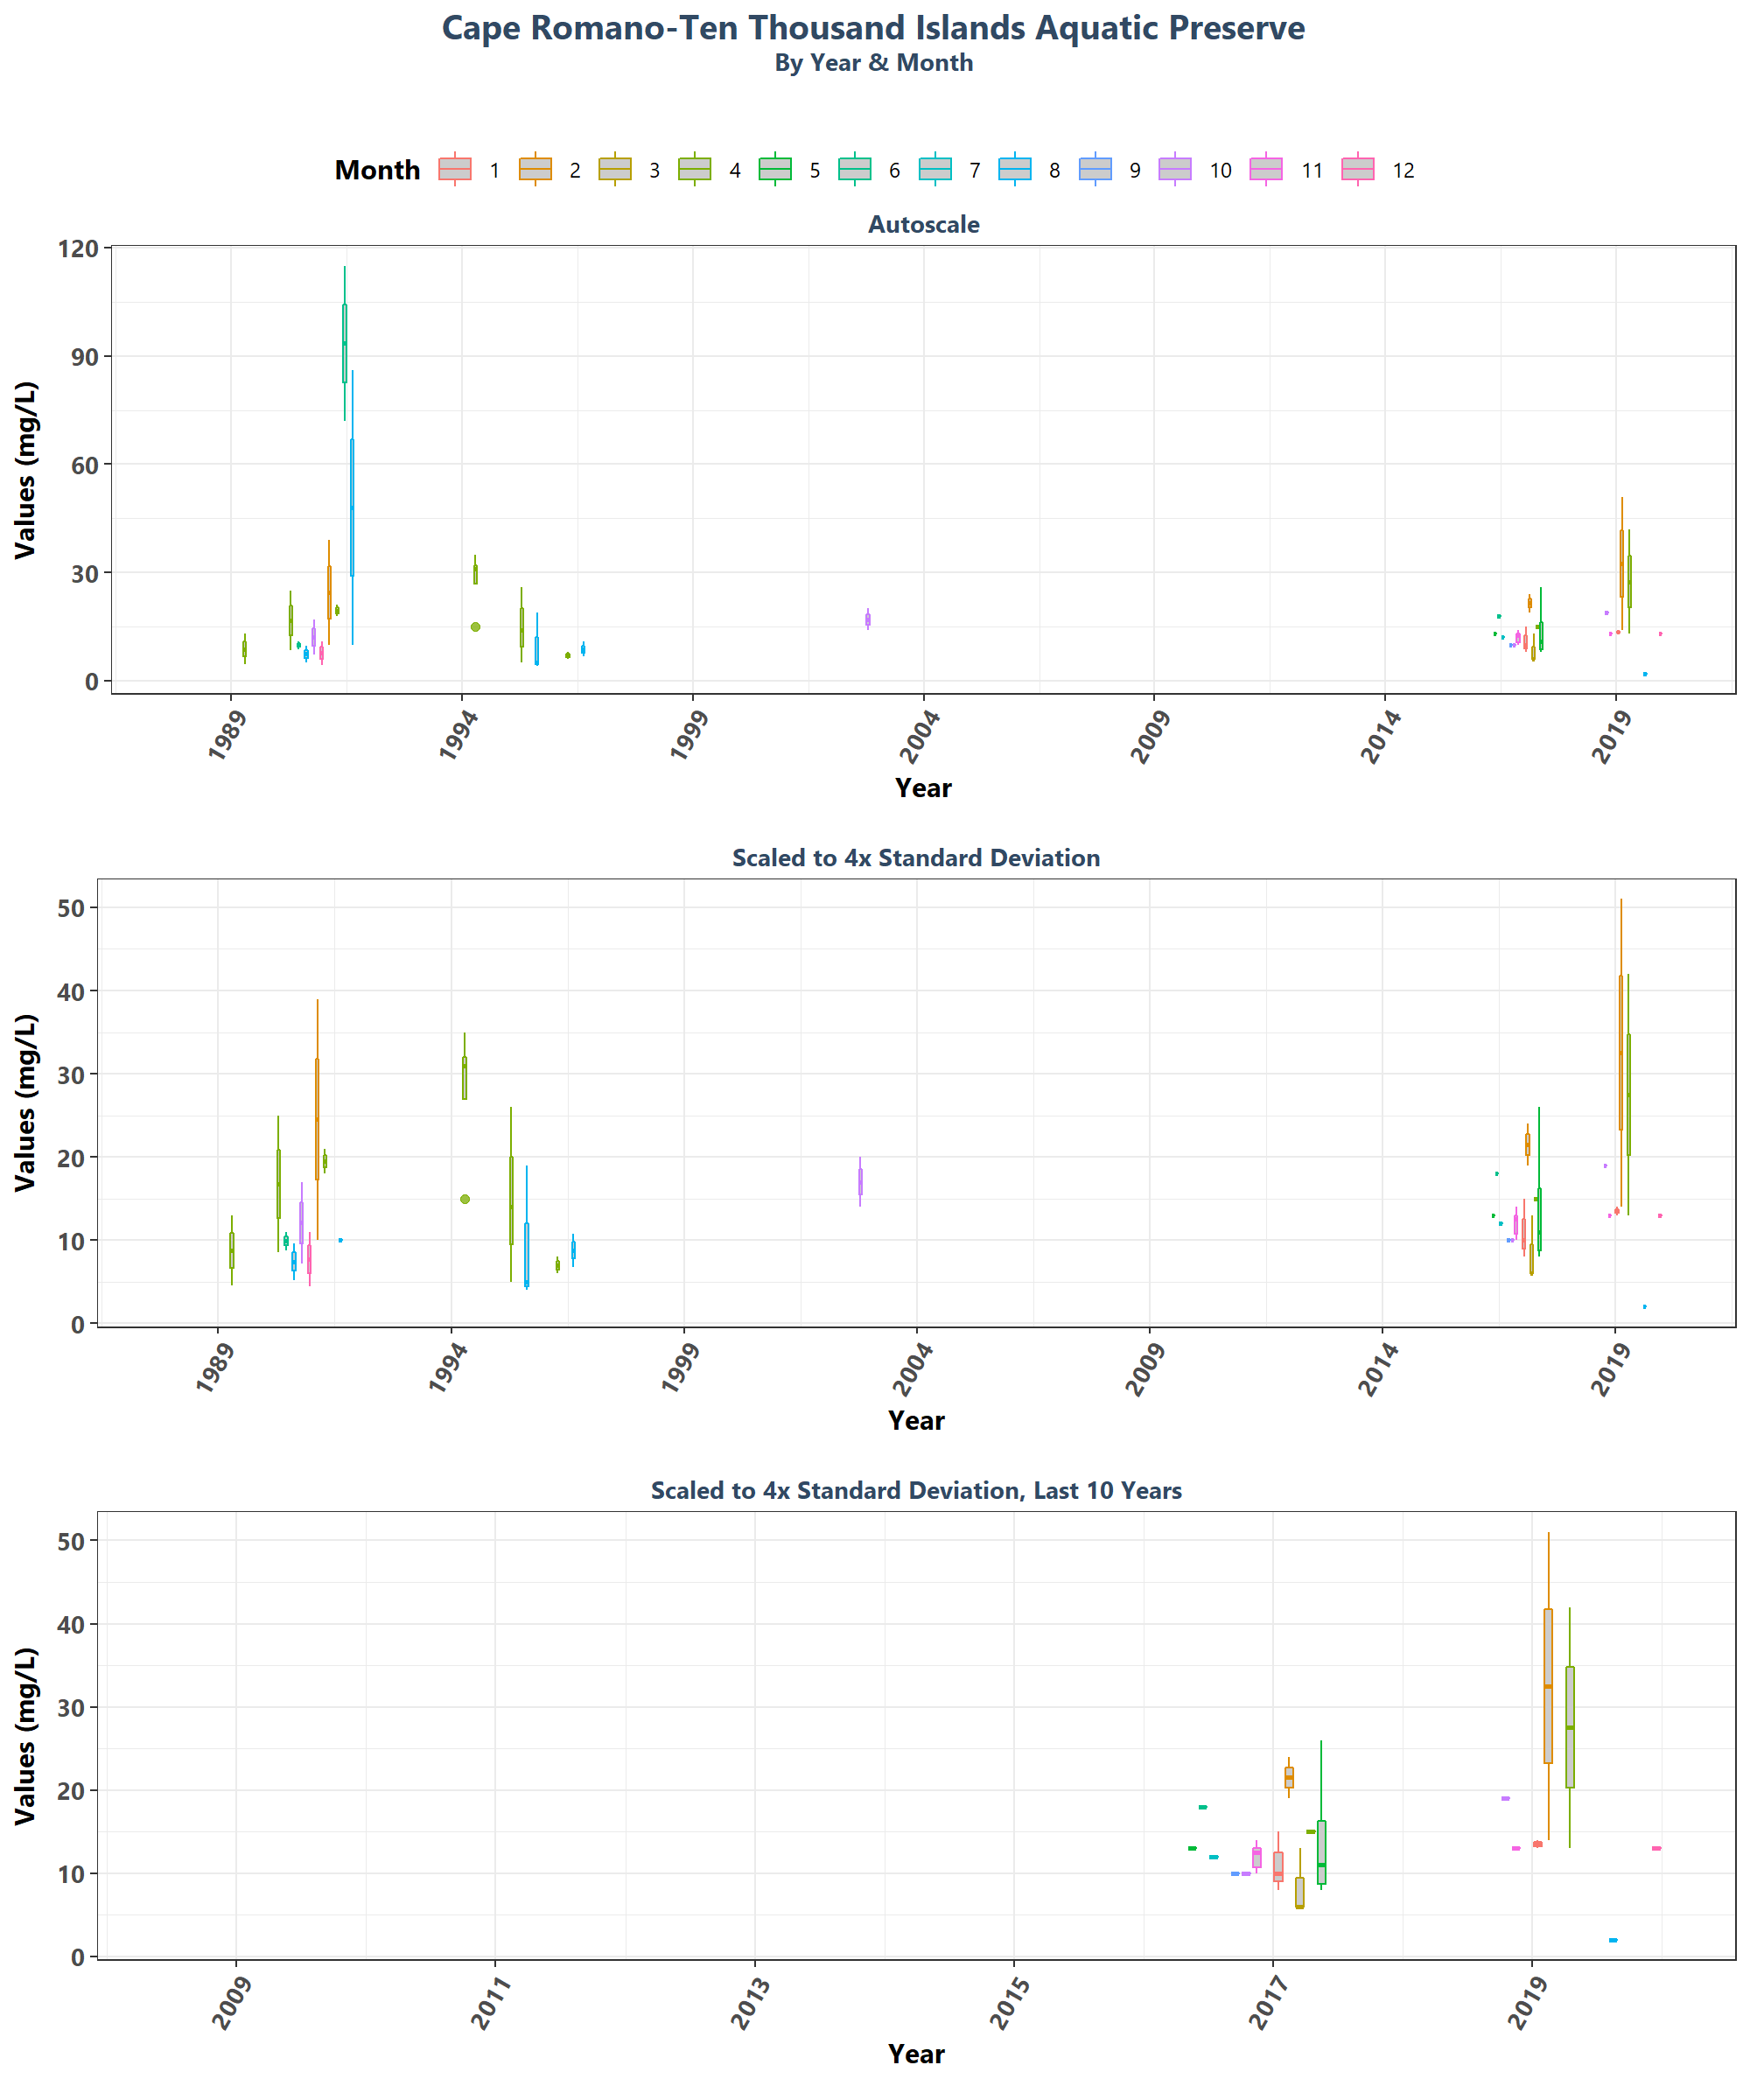 Cape Romano-Ten Thousand Islands Aquatic Preserve
By Year & Month
Month 1 2 3 4 5 6 7 8 9 10 11 12
Autoscale
120
90
60
30
0
Values (mg/L)
1989 1994 1999 2004 2009 2014 2019
Year
Scaled to 4x Standard Deviation
50
40
30
20
10
0
Values (mg/L)
1989 1994 1999 2004 2009 2014 2019
Year
Scaled to 4x Standard Deviation, Last 10 Years
50
40
30
20
10
0
Values (mg/L)
2009 2011 2013 2015 2017 2019
Year